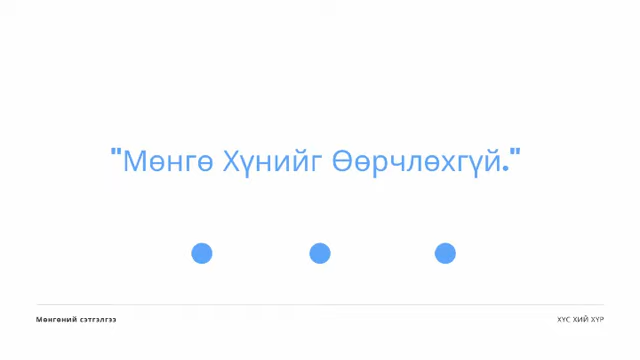 "Мөнгө Хүнийг Өөрчлөхгүй."
Мөнгөний сэтгэлгээ
ХҮС ХИЙ ХҮР